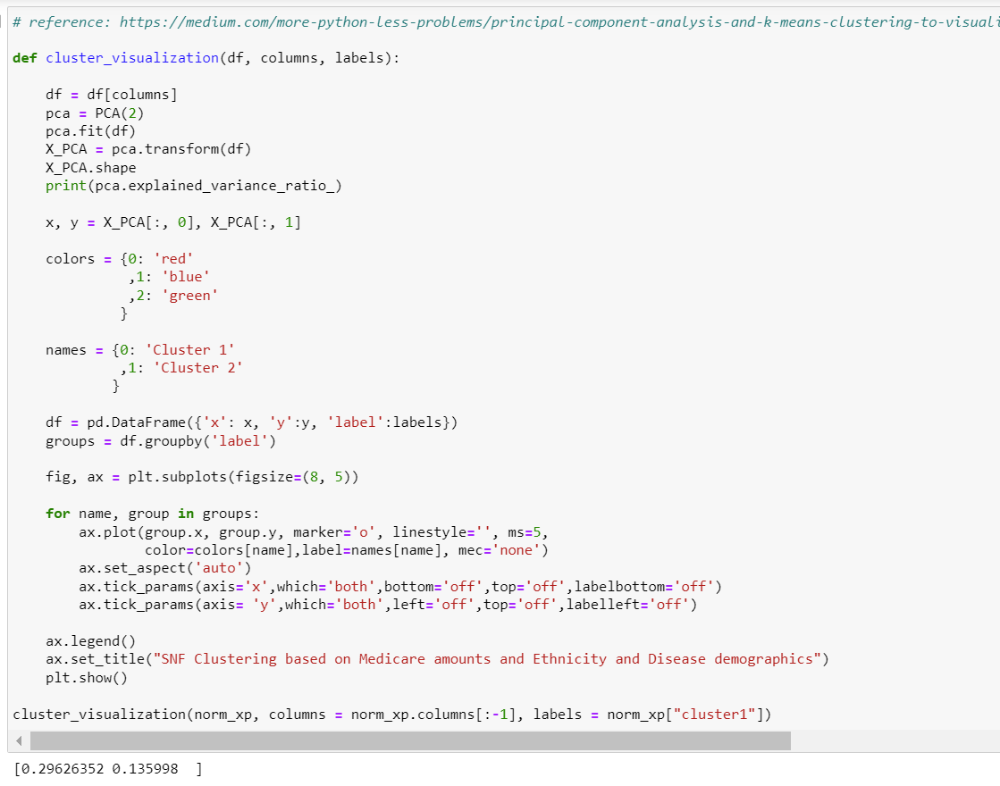 # reference: https://medium.com/more-python-less-problems/principal-component-analysis-and-k-means-clustering-to-visuali
def cluster_visualization(df, columns, labels):
    df = df[columns]
    pca = PCA(2)
    pca.fit(df)
    X_PCA = pca.transform(df)
    X_PCA.shape
    print(pca.explained_variance_ratio_)
    x, y = X_PCA[:, 0], X_PCA[:, 1]
    colors = {0: 'red'
              ,1: 'blue'
              ,2: 'green'
             }
    names = {0: 'Cluster 1'
             ,1: 'Cluster 2'
            }
    df = pd.DataFrame({'x': x, 'y':y, 'label':labels})
    groups = df.groupby('label')
    fig, ax = plt.subplots(figsize=(8, 5))
    for name, group in groups:
        ax.plot(group.x, group.y, marker='o', linestyle='', ms=5,
                color=colors[name],label=names[name], mec='none')
        ax.set_aspect('auto')
        ax.tick_params(axis='x',which='both',bottom='off',top='off',labelbottom='off')
        ax.tick_params(axis= 'y',which='both',left='off',top='off',labelleft='off')
    ax.legend()
    ax.set_title("SNF Clustering based on Medicare amounts and Ethnicity and Disease demographics")
    plt.show()
cluster_visualization(norm_xp, columns = norm_xp.columns[:-1], labels = norm_xp["cluster1"])
[0.29626352 0.135998  ]